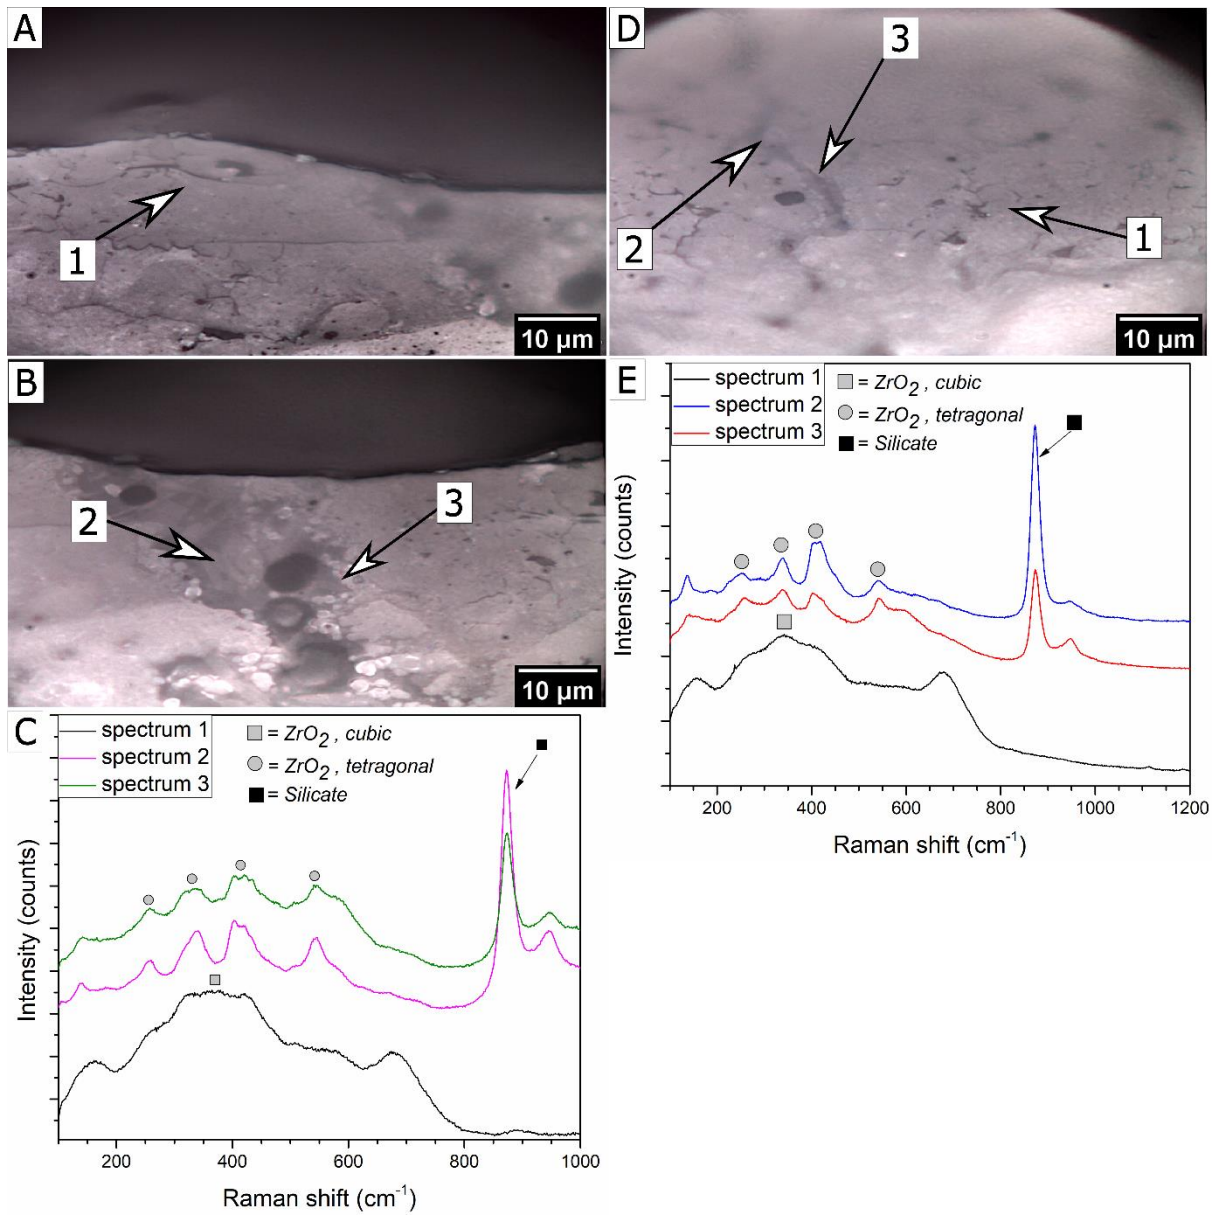 A
1
10 µm
B
2
3
10 µm
C
spectrum 1
spectrum 2
spectrum 3
= ZrO2 , cubic
= ZrO2 , tetragonal
= Silicate
Intensity (counts)
200
400
600
800
1000
Raman shift (cm-1)
D
3
2
1
10 µm
E
spectrum 1
spectrum 2
spectrum 3
= ZrO2 , cubic
= ZrO2 , tetragonal
= Silicate
Intensity (counts)
200
400
600
800
1000
1200
Raman shift (cm-1)